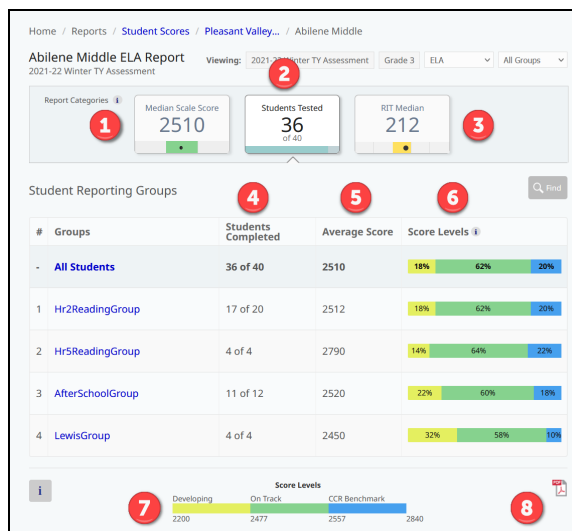 Home / Reports / Student Scores / Pleasant Valley... / Abilene Middle
Abilene Middle ELA Report
Viewing: 2021-22 Winter TY Assessment Grade 3 ELA All Groups
2021-22 Winter TY Assessment
2
Report Categories i
Median Scale Score
2510
Students Tested
36
of 40
RIT Median
212
1
3
Student Reporting Groups
Find
4 5 6
# Groups Students Completed Average Score Score Levels i
- All Students 36 of 40 2510 18% 62% 20%
1 Hr2ReadingGroup 17 of 20 2512 18% 62% 20%
2 Hr5ReadingGroup 4 of 4 2790 14% 64% 22%
3 AfterSchoolGroup 11 of 12 2520 22% 60% 18%
4 LewisGroup 4 of 4 2450 32% 58% 10%
i
Score Levels
PDF
7
Developing On Track CCR Benchmark
8
2200 2477 2557 2840